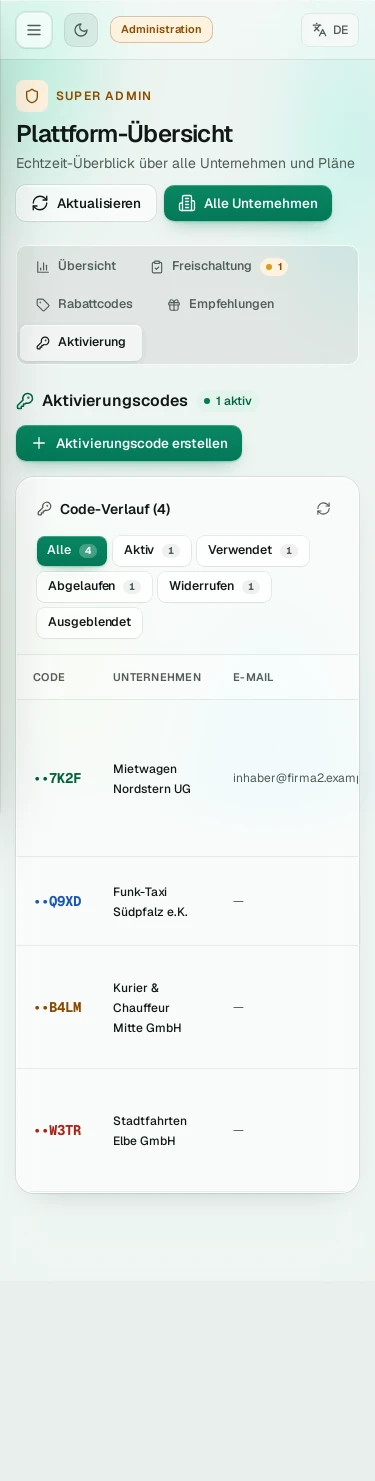 Administration
DE
SUPER ADMIN
Plattform-Übersicht
Echtzeit-Überblick über alle Unternehmen und Pläne
Aktualisieren
Alle Unternehmen
Übersicht
Freischaltung 1
Rabattcodes
Empfehlungen
Aktivierung
Aktivierungscodes
1 aktiv
Aktivierungscode erstellen
Code-Verlauf (4)
Alle 4
Aktiv 1
Verwendet 1
Abgelaufen 1
Widerrufen 1
Ausgeblendet
CODE UNTERNEHMEN E-MAIL
••7K2F
Mietwagen
Nordstern UG
inhaber@firma2.examp
••Q9XD
Funk-Taxi
Südpfalz e.K.
—
••B4LM
Kurier &
Chauffeur
Mitte GmbH
—
••W3TR
Stadtfahrten
Elbe GmbH
—